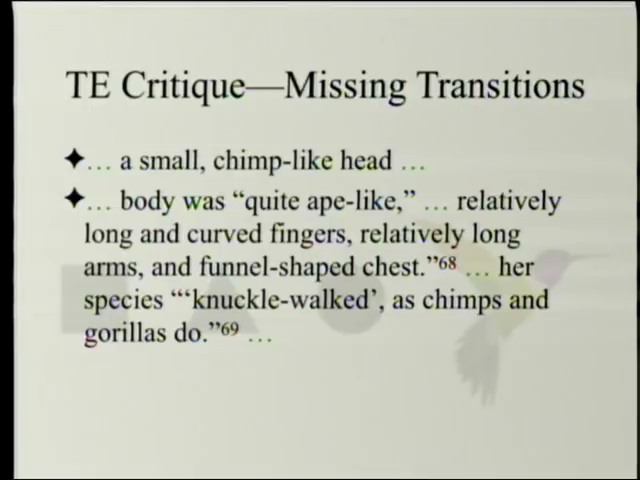 TE Critique—Missing Transitions
✦… a small, chimp-like head …
✦… body was “quite ape-like,” … relatively
long and curved fingers, relatively long
arms, and funnel-shaped chest.”68 … her
species “‘knuckle-walked’, as chimps and
gorillas do.”69 …